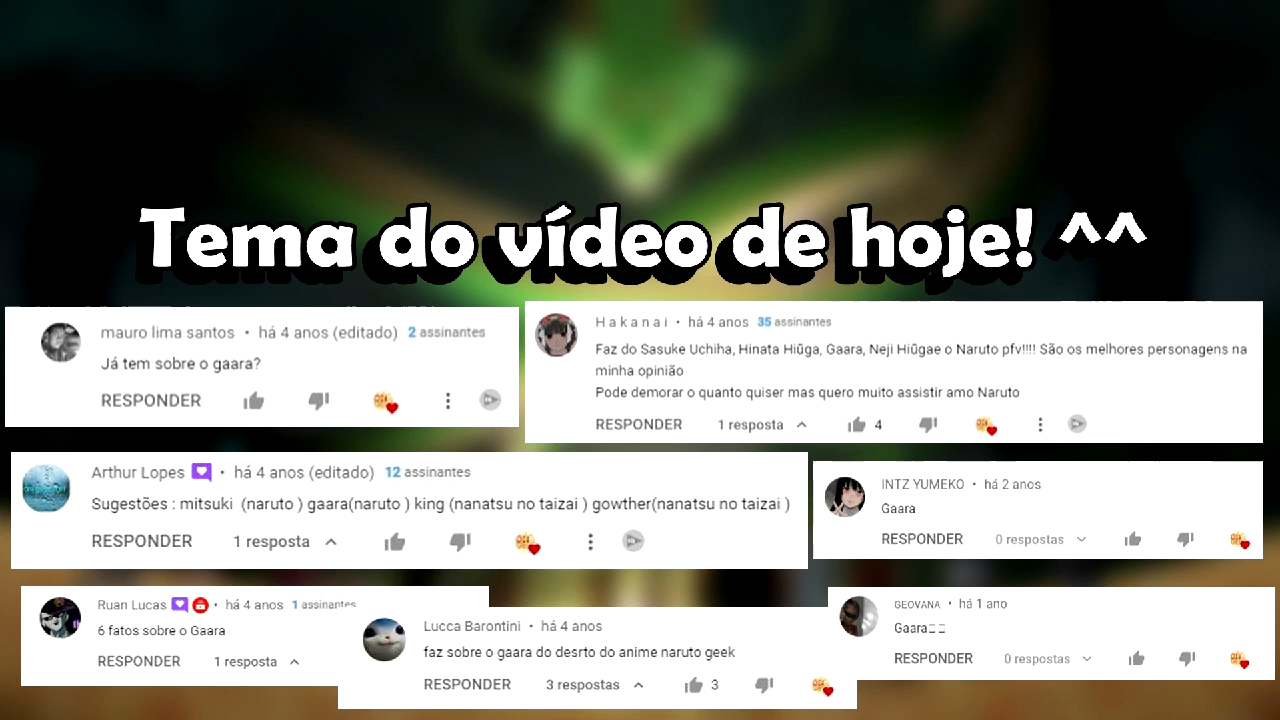 Tema do vídeo de hoje! ^^
mauro lima santos • há 4 anos (editado) 2 assinantes
Já tem sobre o gaara?
RESPONDER
H a k a n a i • há 4 anos 35 assinantes
Faz do Sasuke Uchiha, Hinata Hiūga, Gaara, Neji Hiūgae o Naruto pfv!!!! São os melhores personagens na
minha opinião
Pode demorar o quanto quiser mas quero muito assistir amo Naruto
RESPONDER 1 resposta 4
Arthur Lopes • há 4 anos (editado) 12 assinantes
Sugestões : mitsuki (naruto ) gaara(naruto ) king (nanatsu no taizai ) gowther(nanatsu no taizai )
RESPONDER 1 resposta
INTZ YUMEKO • há 2 anos
Gaara
RESPONDER 0 respostas
Ruan Lucas • há 4 anos 1 assinantes
6 fatos sobre o Gaara
RESPONDER 1 resposta
Lucca Barontini • há 4 anos
faz sobre o gaara do desrto do anime naruto geek
RESPONDER 3 respostas 3
GEOVANA • há 1 ano
Gaara
RESPONDER 0 respostas